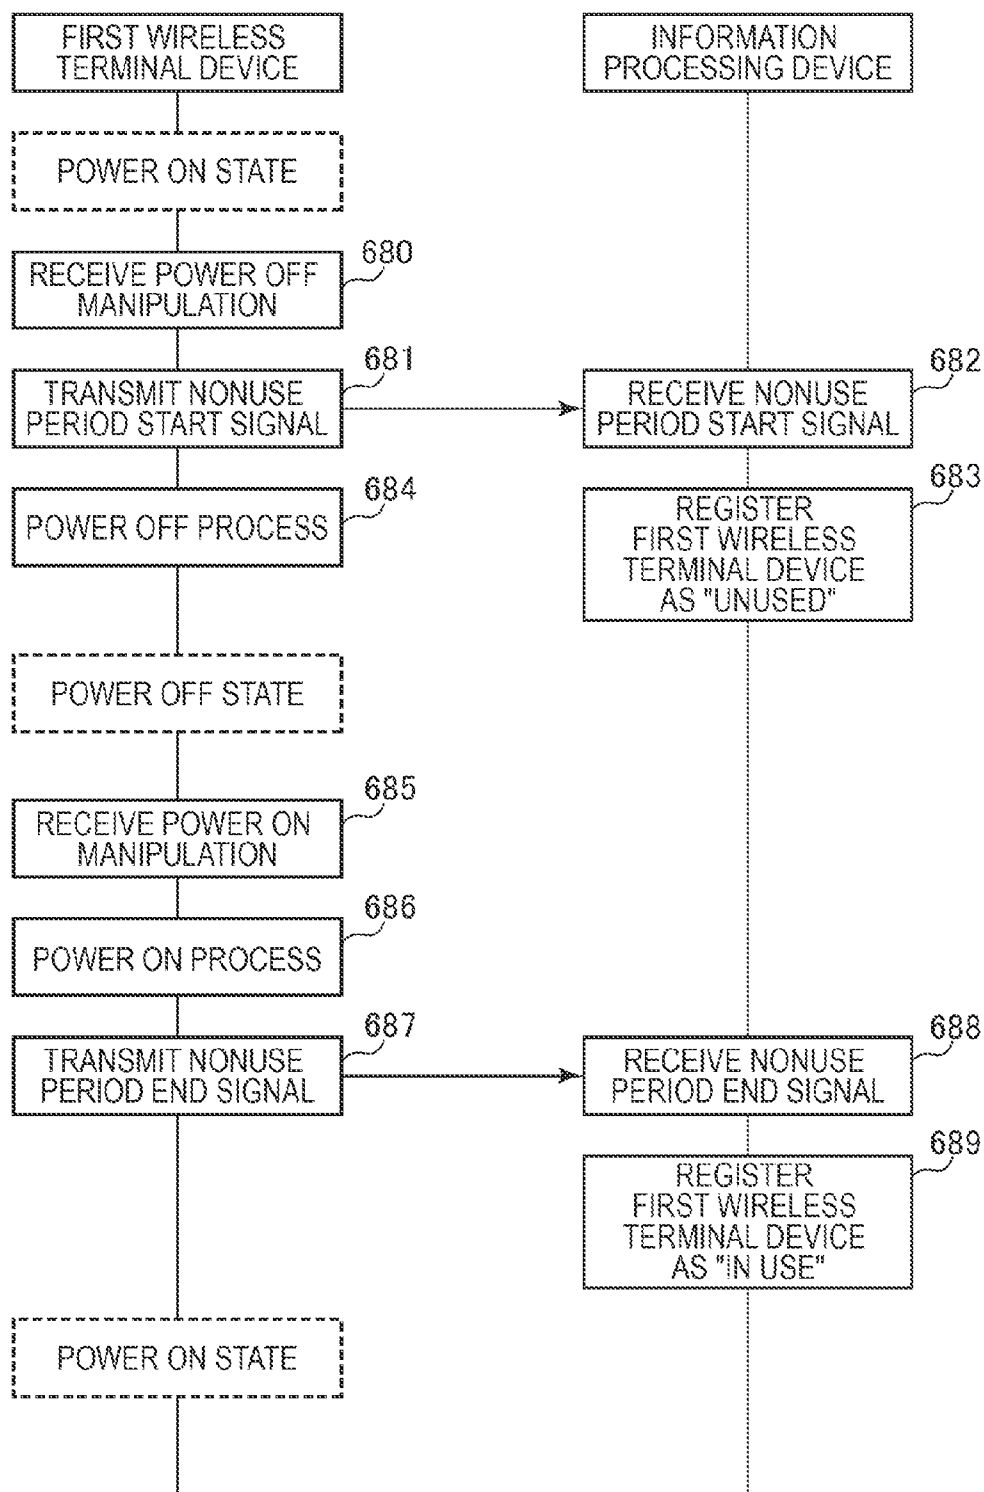 FIRST WIRELESS
TERMINAL DEVICE
INFORMATION
PROCESSING DEVICE
POWER ON STATE
680
RECEIVE POWER OFF
MANIPULATION
681
TRANSMIT NONUSE
PERIOD START SIGNAL
682
RECEIVE NONUSE
PERIOD START SIGNAL
684
POWER OFF PROCESS
683
REGISTER
FIRST WIRELESS
TERMINAL DEVICE
AS "UNUSED"
POWER OFF STATE
685
RECEIVE POWER ON
MANIPULATION
686
POWER ON PROCESS
687
TRANSMIT NONUSE
PERIOD END SIGNAL
688
RECEIVE NONUSE
PERIOD END SIGNAL
689
REGISTER
FIRST WIRELESS
TERMINAL DEVICE
AS "IN USE"
POWER ON STATE